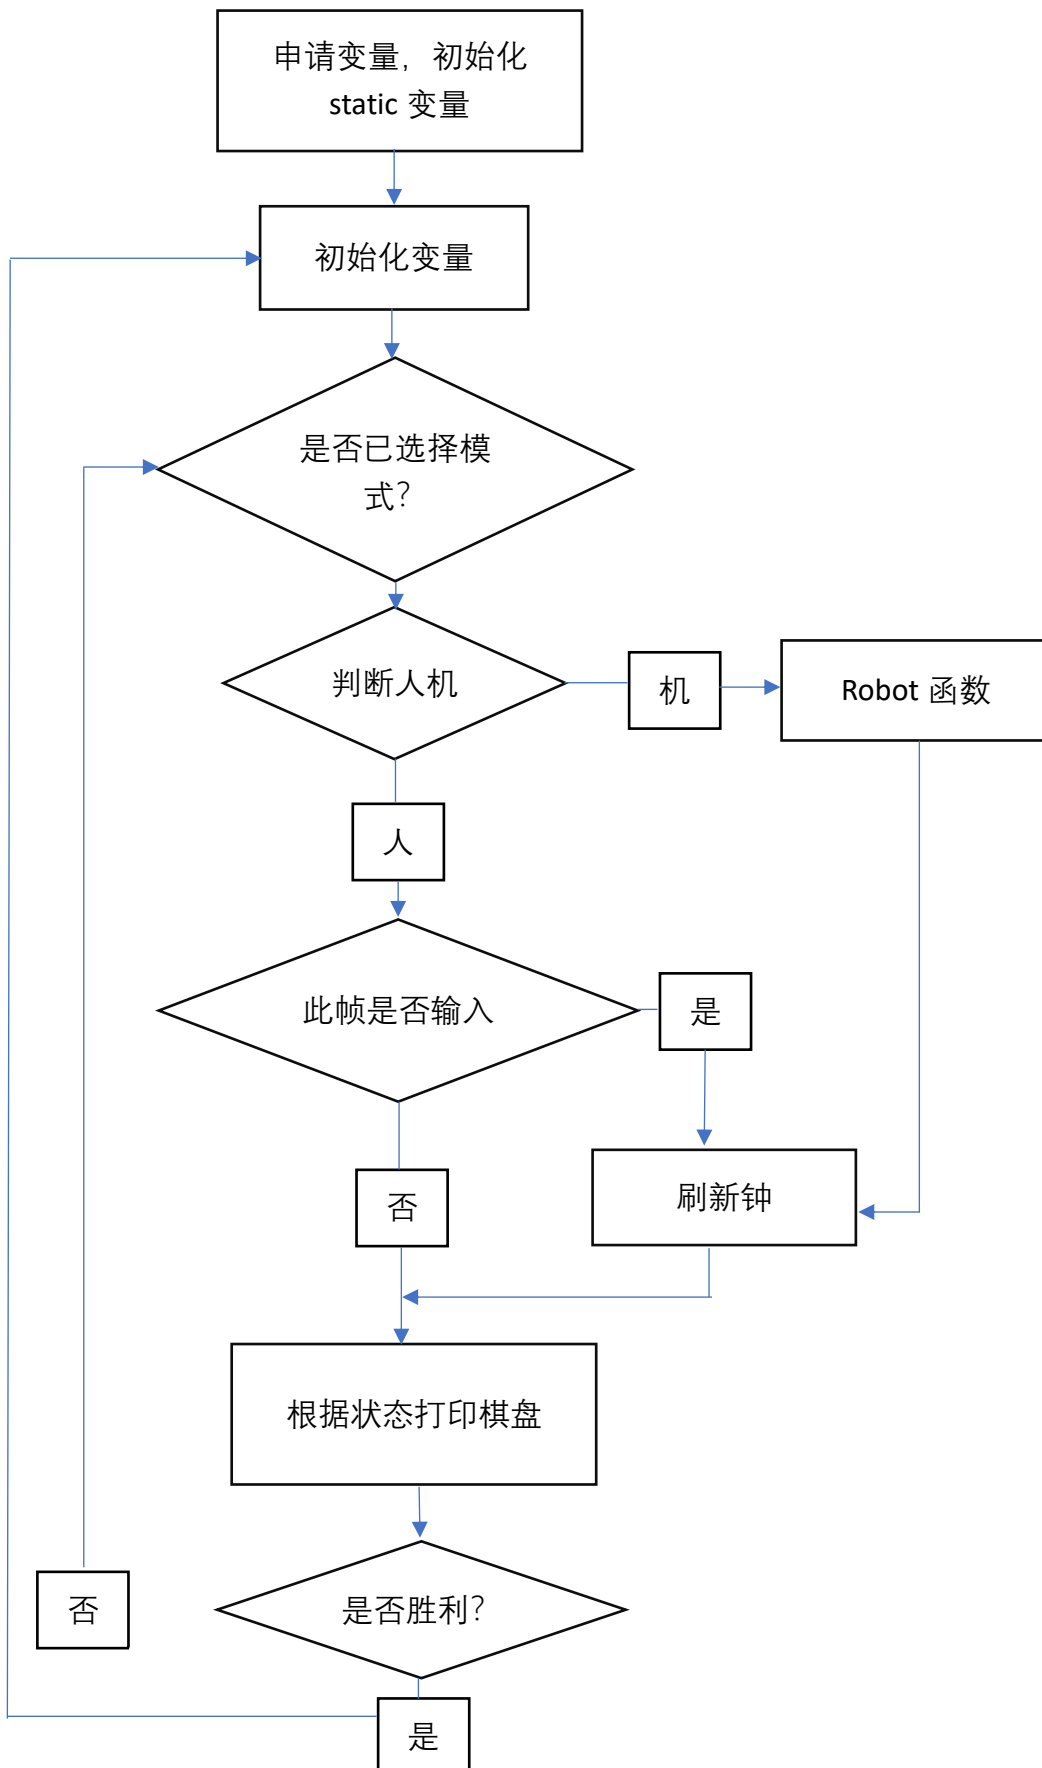 申请变量，初始化
static 变量
初始化变量
是否已选择模
式？
判断人机
机
Robot 函数
人
此帧是否输入
是
刷新钟
否
根据状态打印棋盘
否
是否胜利？
是